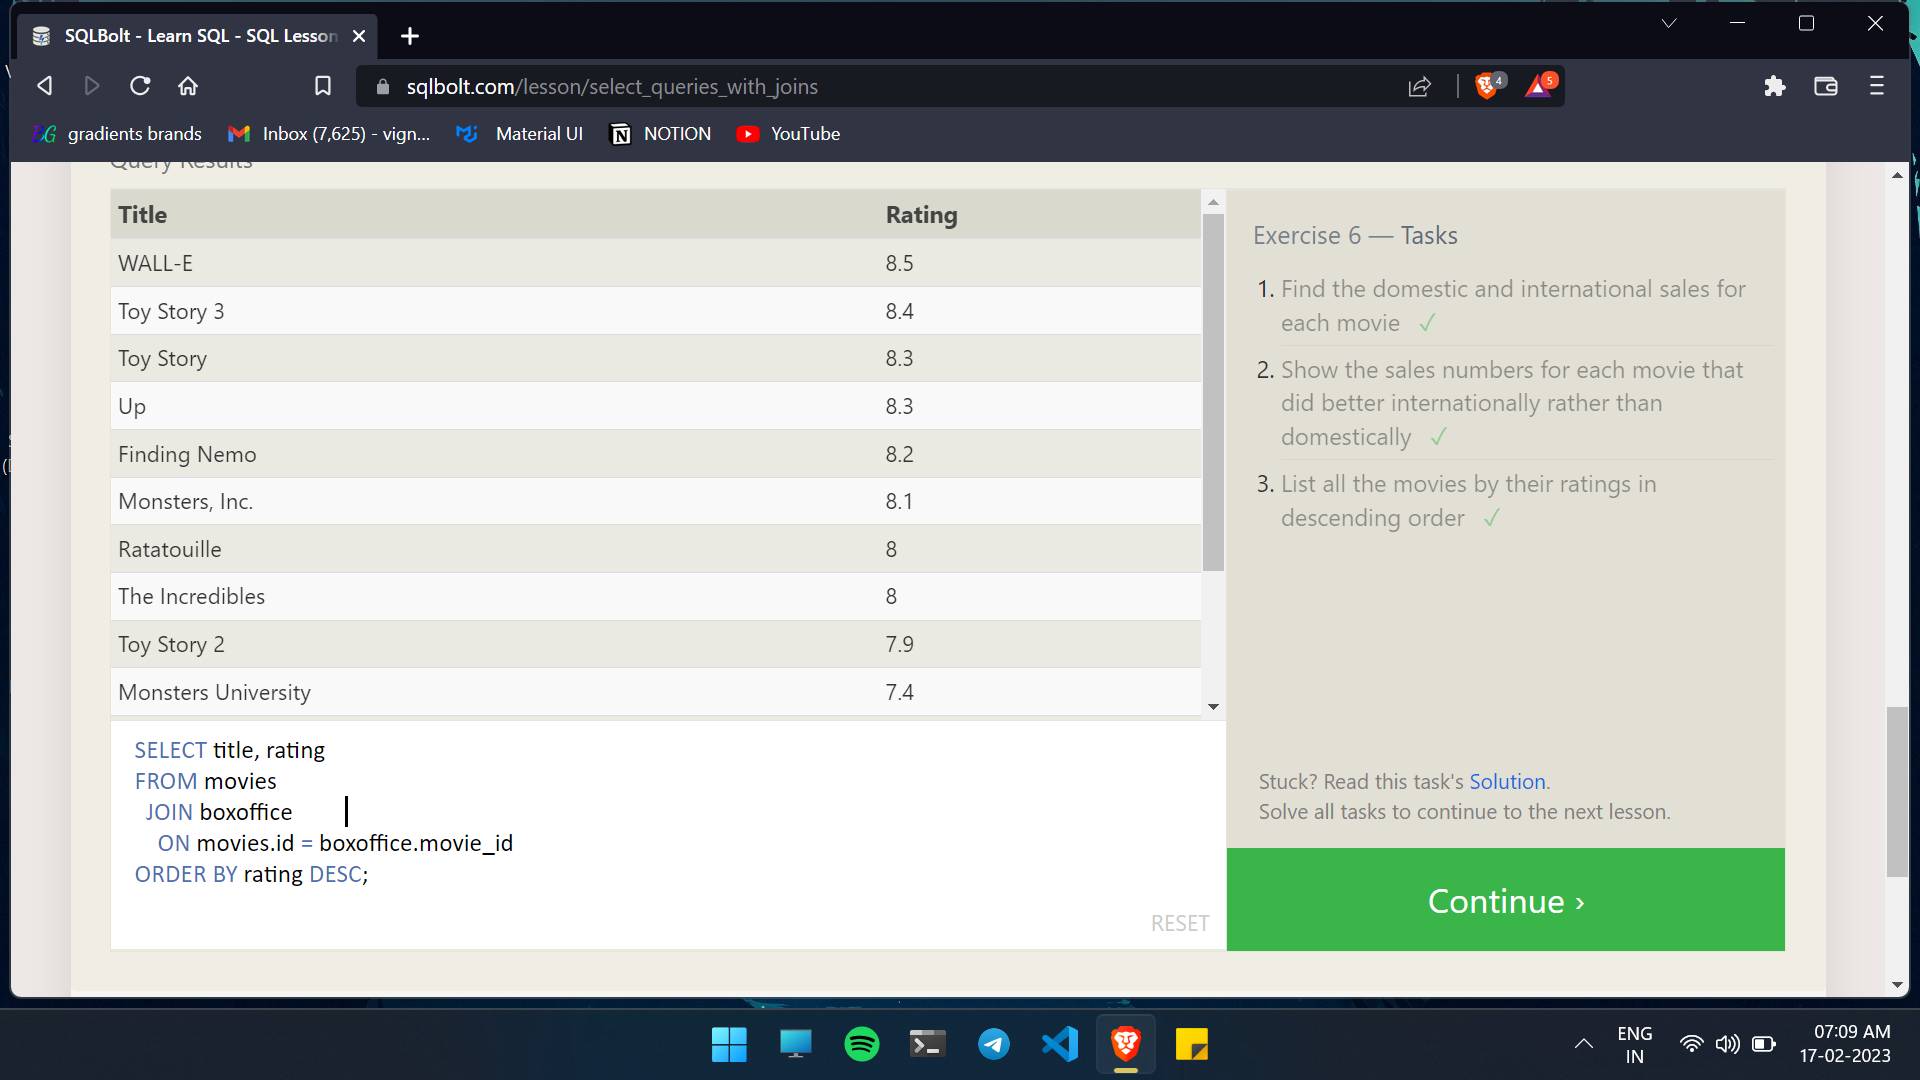 SQLBolt - Learn SQL - SQL Lesson
sqlbolt.com/lesson/select_queries_with_joins
4
5
gradients brands
Inbox (7,625) - vign...
Material UI
NOTION
YouTube
Query Results
Title Rating
WALL-E 8.5
Toy Story 3 8.4
Toy Story 8.3
Up 8.3
Finding Nemo 8.2
Monsters, Inc. 8.1
Ratatouille 8
The Incredibles 8
Toy Story 2 7.9
Monsters University 7.4
SELECT title, rating
FROM movies
JOIN boxoffice
ON movies.id = boxoffice.movie_id
ORDER BY rating DESC;
RESET
Exercise 6 — Tasks
1. Find the domestic and international sales for
each movie ✓
2. Show the sales numbers for each movie that
did better internationally rather than
domestically ✓
3. List all the movies by their ratings in
descending order ✓
Stuck? Read this task's Solution.
Solve all tasks to continue to the next lesson.
Continue ›
ENG
IN
07:09 AM
17-02-2023